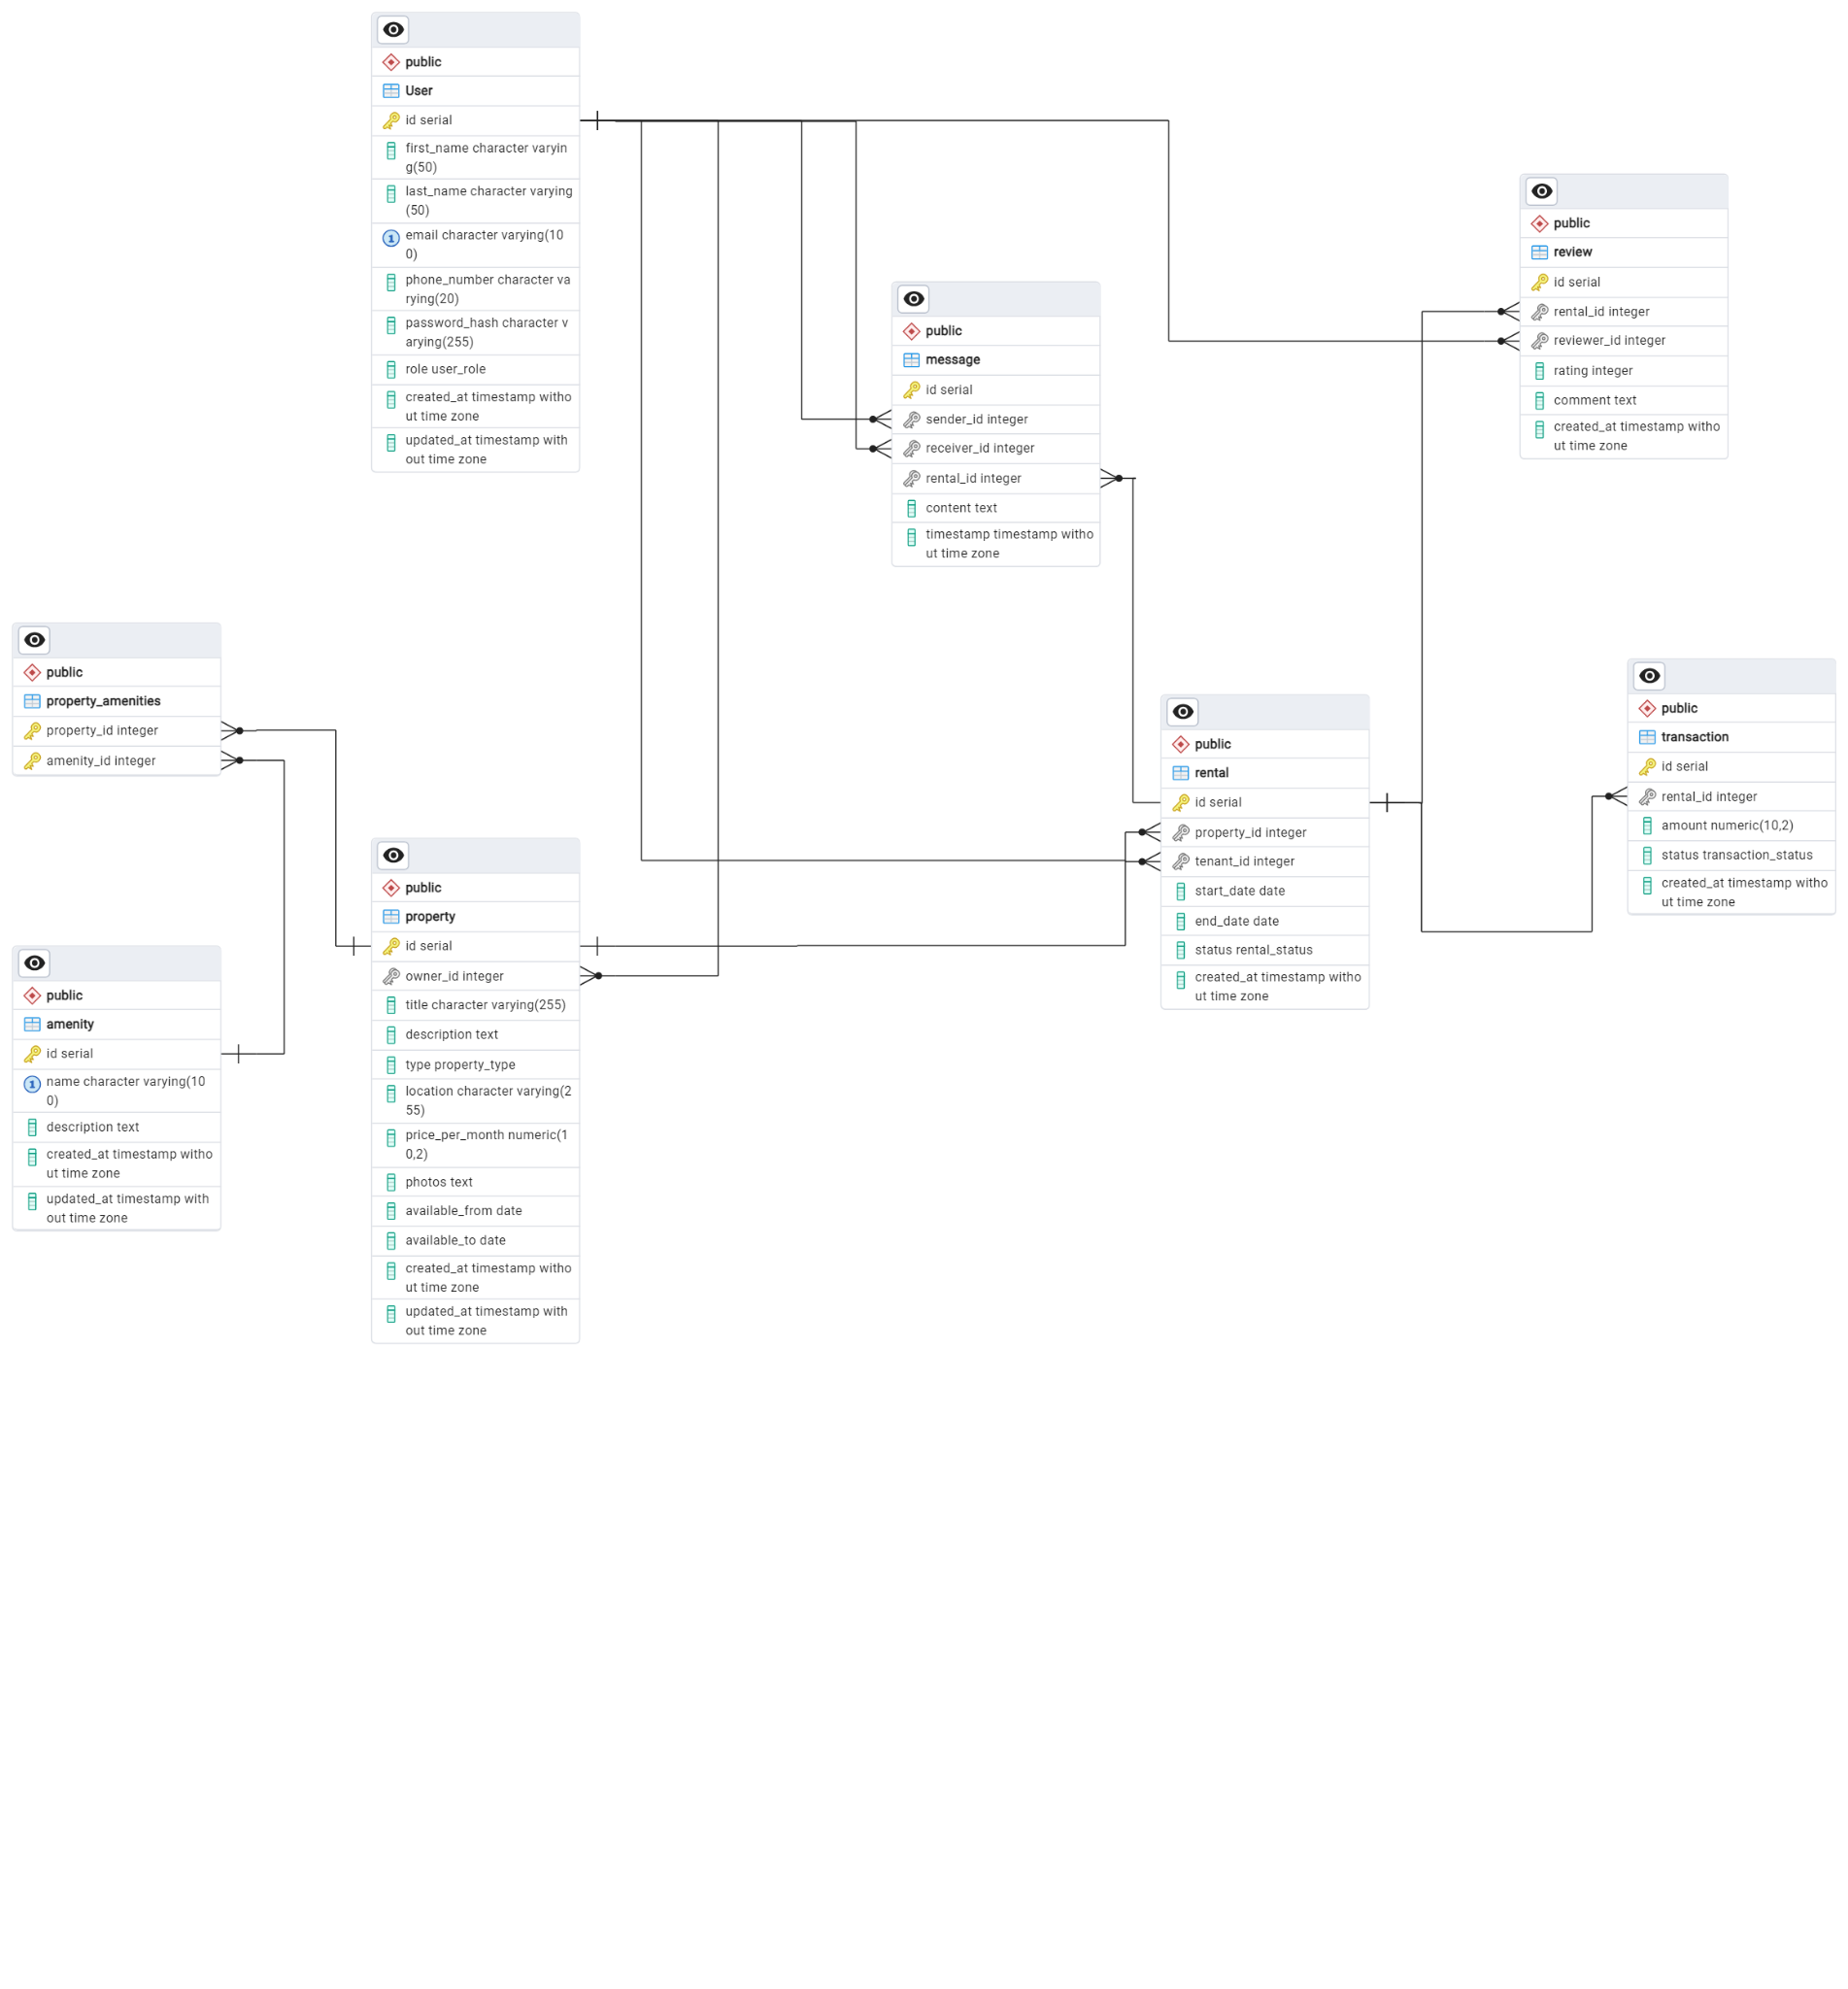 public
User
id serial
first_name character varyin
g(50)
last_name character varying
(50)
1
email character varying(10
0)
phone_number character va
rying(20)
password_hash character v
arying(255)
role user_role
created_at timestamp witho
ut time zone
updated_at timestamp with
out time zone
public
review
id serial
rental_id integer
reviewer_id integer
rating integer
comment text
created_at timestamp witho
ut time zone
public
message
id serial
sender_id integer
receiver_id integer
rental_id integer
content text
timestamp timestamp witho
ut time zone
public
property_amenities
property_id integer
amenity_id integer
public
transaction
id serial
rental_id integer
amount numeric(10,2)
status transaction_status
created_at timestamp witho
ut time zone
public
rental
id serial
property_id integer
tenant_id integer
start_date date
end_date date
status rental_status
created_at timestamp witho
ut time zone
public
property
id serial
owner_id integer
title character varying(255)
description text
type property_type
location character varying(2
55)
price_per_month numeric(1
0,2)
photos text
available_from date
available_to date
created_at timestamp witho
ut time zone
updated_at timestamp with
out time zone
public
amenity
id serial
1
name character varying(10
0)
description text
created_at timestamp witho
ut time zone
updated_at timestamp with
out time zone